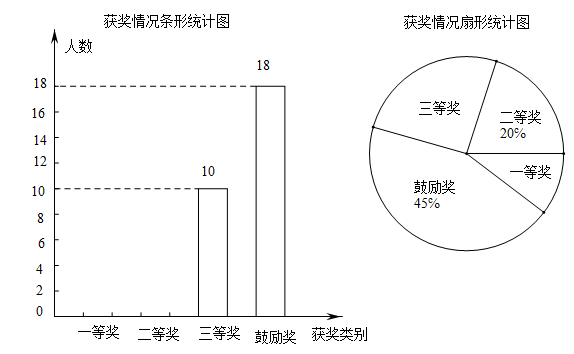 获奖情况条形统计图
人数
18
16
14
12
10
8
6
4
2
0
10
18
一等奖
二等奖
三等奖
鼓励奖
获奖类别
获奖情况扇形统计图
三等奖
二等奖
20%
一等奖
鼓励奖
45%